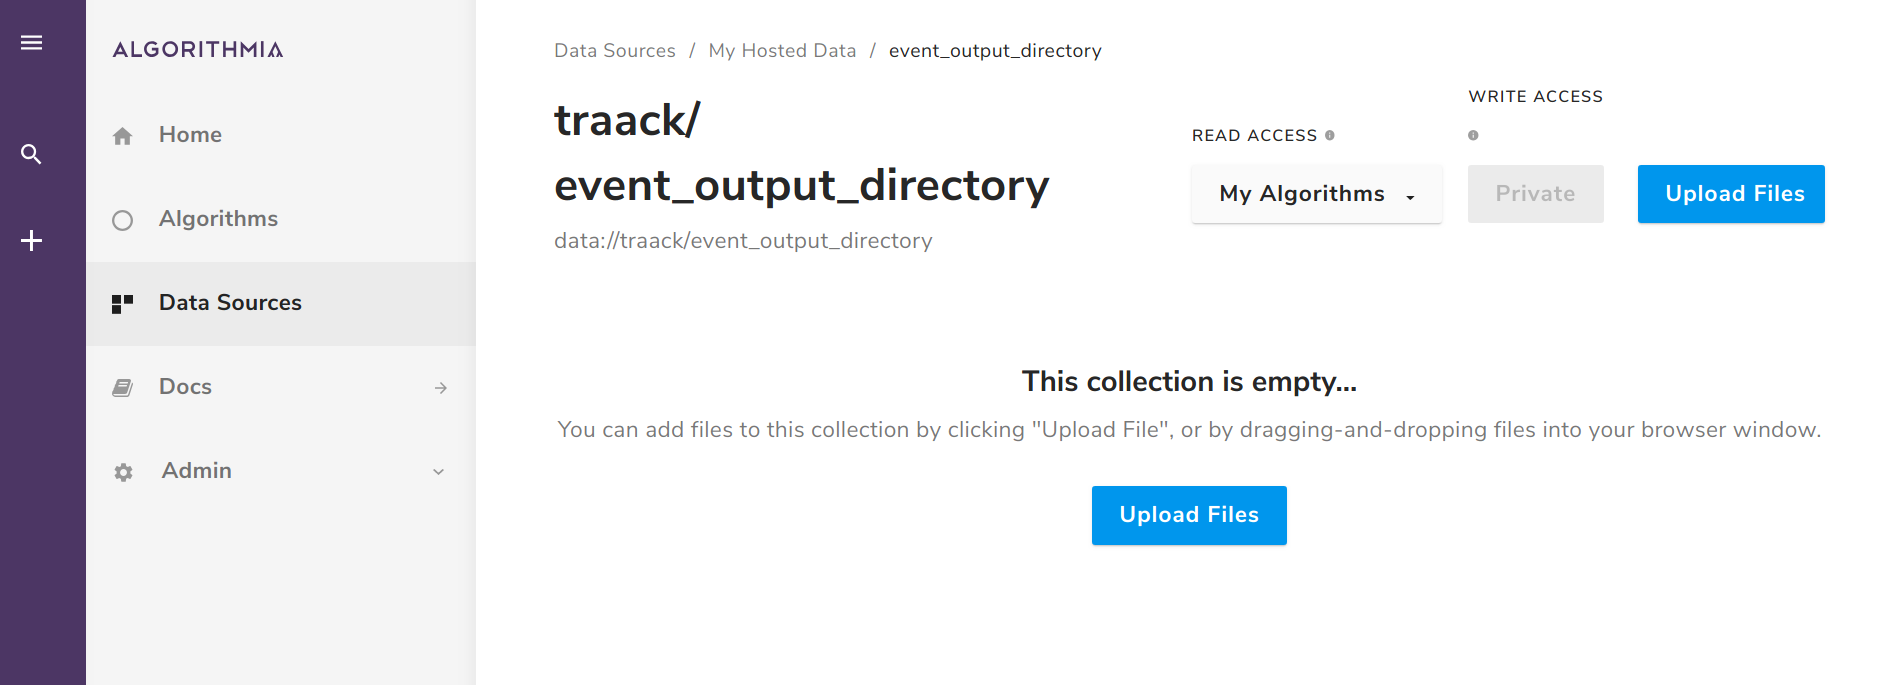 ALGORITHMIA
Home
Algorithms
Data Sources
Docs
Admin
Data Sources / My Hosted Data / event_output_directory
traack/
event_output_directory
data://traack/event_output_directory
READ ACCESS
My Algorithms
WRITE ACCESS
Private
Upload Files
This collection is empty...
You can add files to this collection by clicking "Upload File", or by dragging-and-dropping files into your browser window.
Upload Files